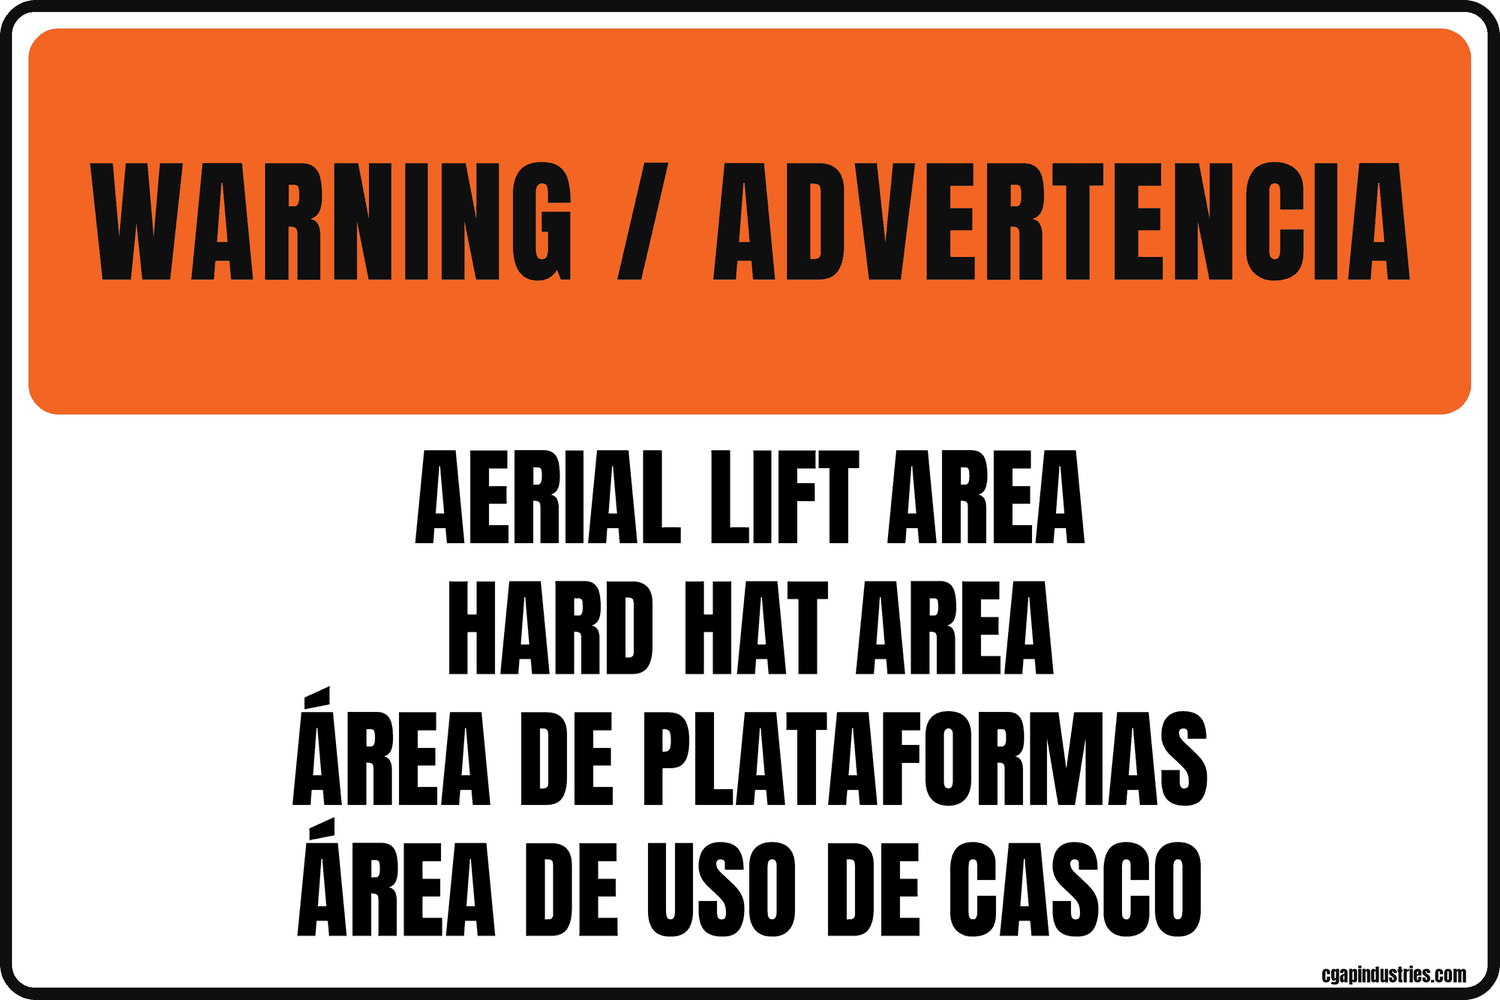 WARNING / ADVERTENCIA
AERIAL LIFT AREA
HARD HAT AREA
ÁREA DE PLATAFORMAS
ÁREA DE USO DE CASCO
cgapindustries.com